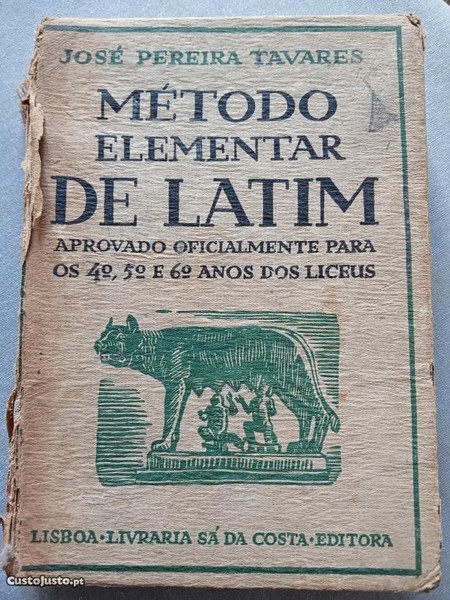 JOSÉ PEREIRA TAVARES
MÉTODO
ELEMENTAR
DE LATIM
APROVADO OFICIALMENTE PARA
OS 4º, 5º E 6º ANOS DOS LICEUS
LISBOA·LIVRARIA SÁ DA COSTA·EDITORA
CustoJusto.pt